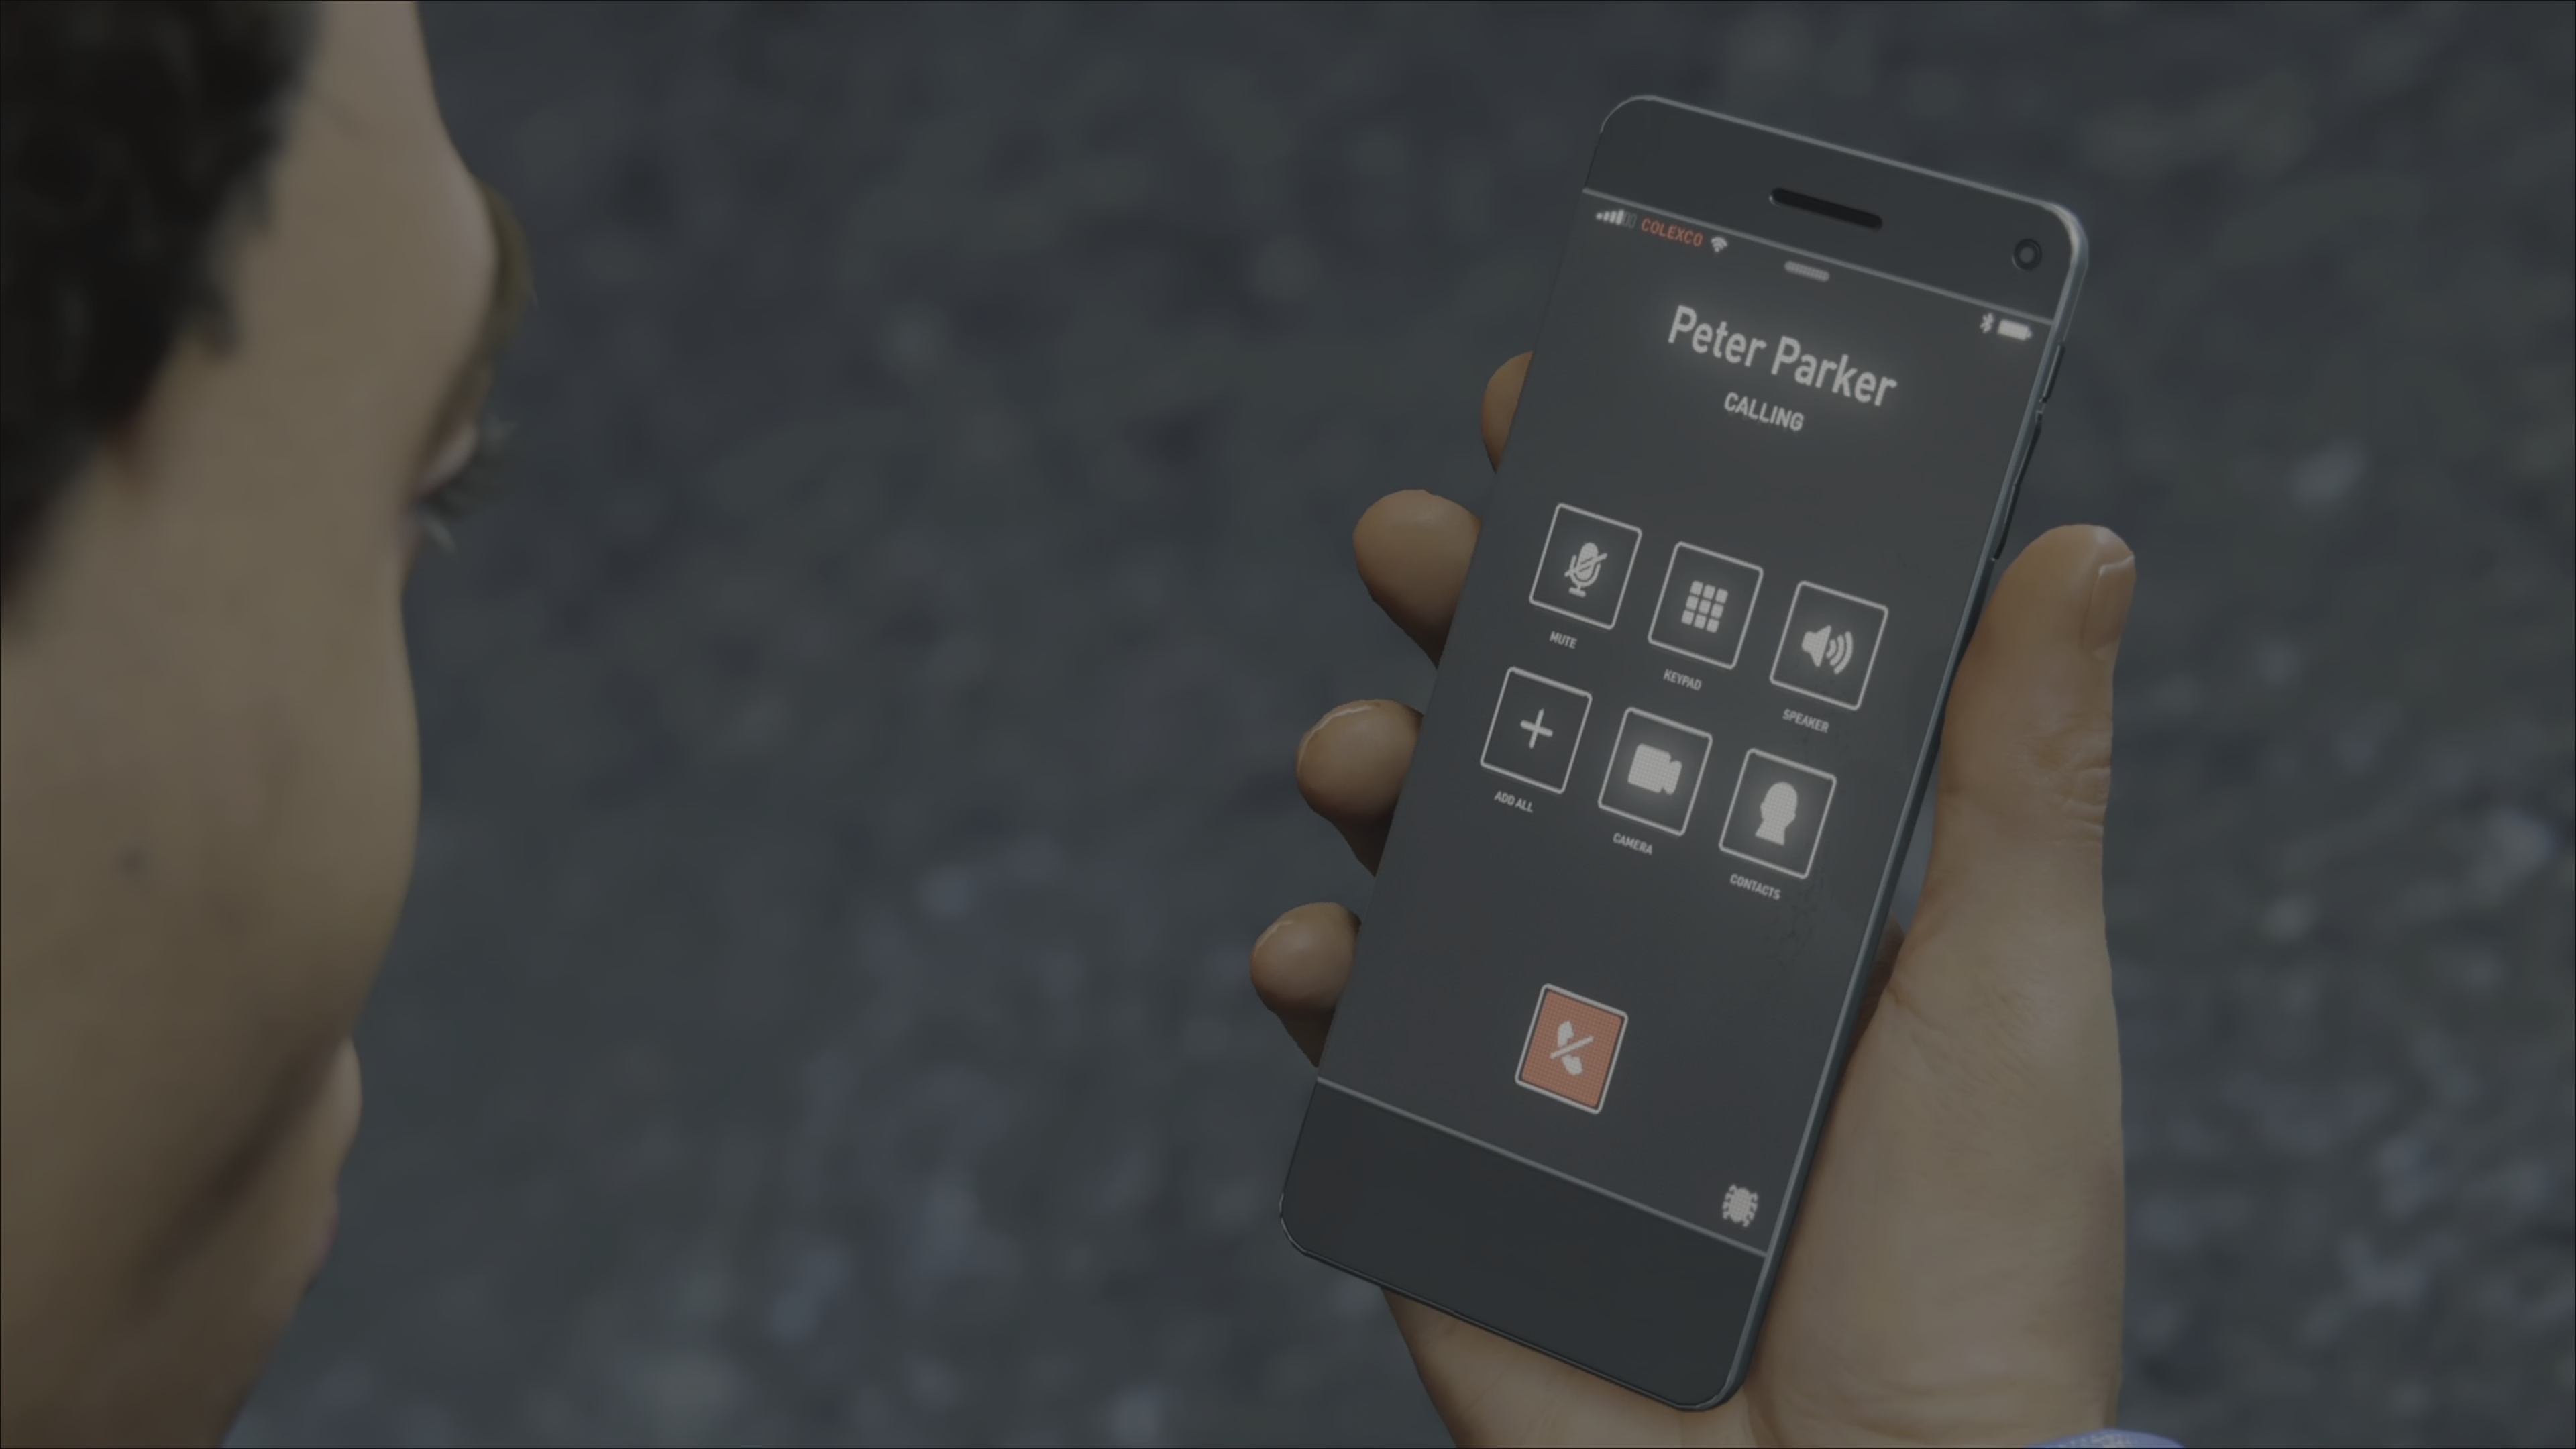 COLEXCO
Peter Parker
CALLING
MUTE
KEYPAD
SPEAKER
ADD ALL
CAMERA
CONTACTS